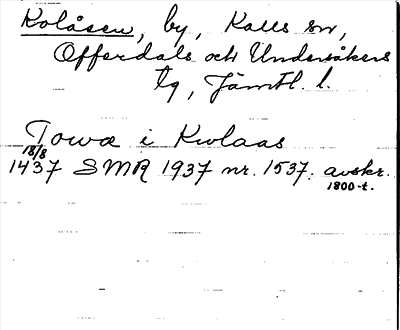 Kolåsen, by, Kalls sn,
Offerdals och Undersåkers
tg, Jämtl. l.
Towa i Kwlaas
18/8
1437 SMR 1937 nr. 1537. avskr.
1800-t.